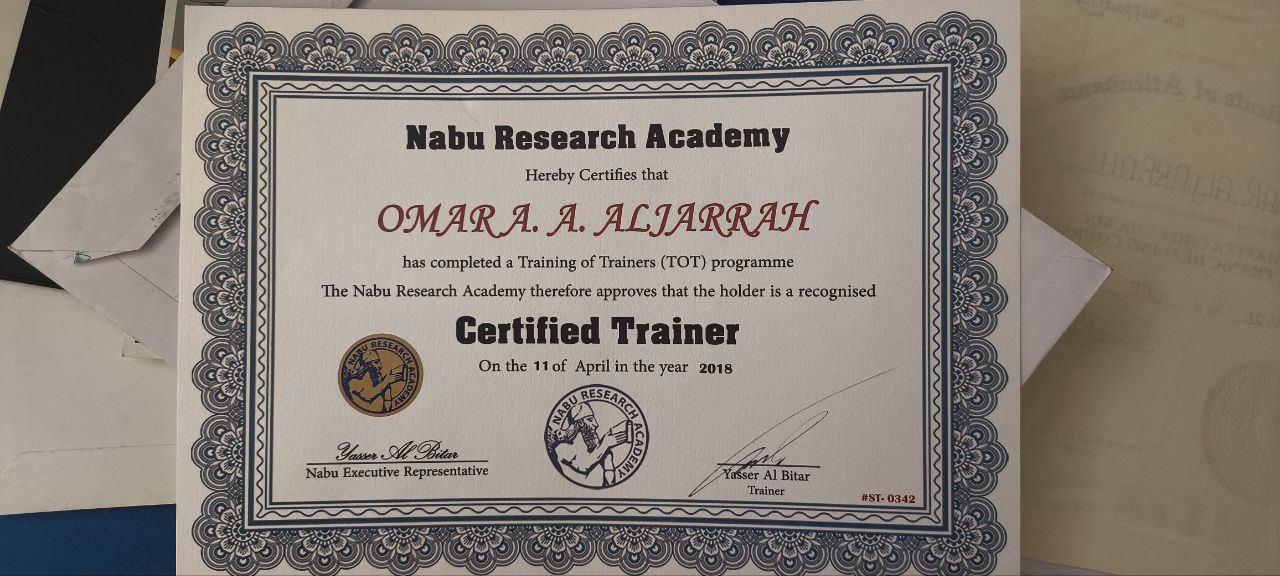 Nabu Research Academy
Hereby Certifies that
OMAR A. A. ALJARRAH
has completed a Training of Trainers (TOT) programme
The Nabu Research Academy therefore approves that the holder is a recognised
Certified Trainer
On the 11 of April in the year 2018
NABU RESEARCH ACADEMY
NABU RESEARCH ACADEMY
Yasser Al Bitar
Nabu Executive Representative
Yasser Al Bitar
Trainer
#ST- 0342